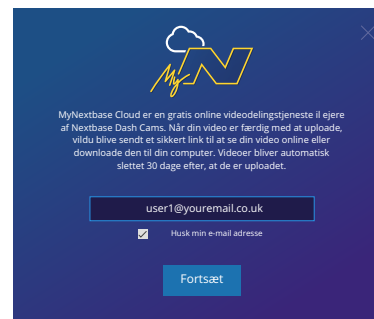 My N
MyNextbase Cloud er en gratis online videodelingstjeneste il ejere
af Nextbase Dash Cams. Når din video er færdig med at uploade,
vildu blive sendt et sikkert link til at se din video online eller
downloade den til din computer. Videoer bliver automatisk
slettet 30 dage efter, at de er uploadet.
user1@youremail.co.uk
Husk min e-mail adresse
Fortsæt